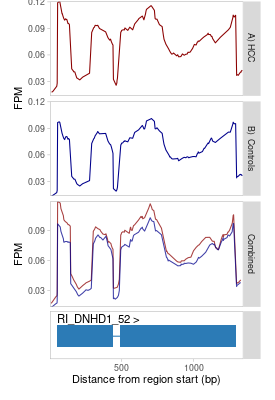 0.12
0.09
0.06
0.03
FPM
A) HCC
0.12
0.09
0.06
0.03
B) Controls
0.09
0.06
0.03
FPM
Combined
RI_DNHD1_52 >
500
1000
Distance from region start (bp)